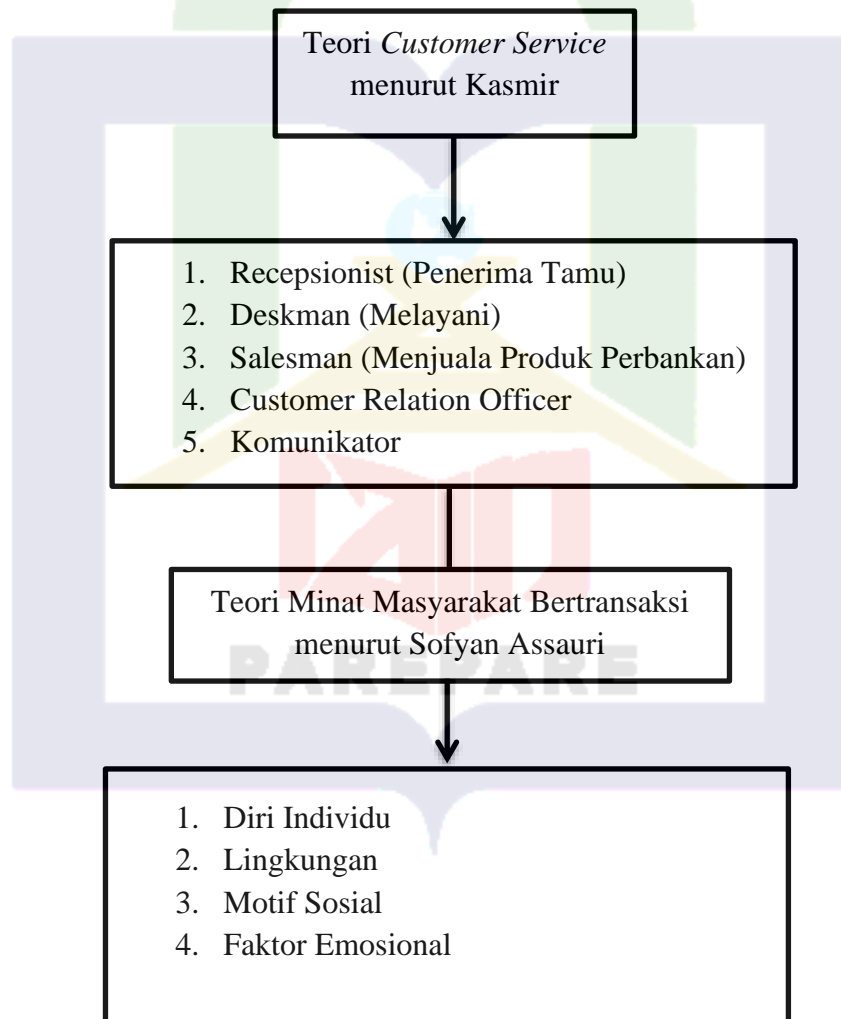 Teori Customer Service
menurut Kasmir
1. Recepsionist (Penerima Tamu)
2. Deskman (Melayani)
3. Salesman (Menjuala Produk Perbankan)
4. Customer Relation Officer
5. Komunikator
Teori Minat Masyarakat Bertransaksi
menurut Sofyan Assauri
PAREPARE
1. Diri Individu
2. Lingkungan
3. Motif Sosial
4. Faktor Emosional